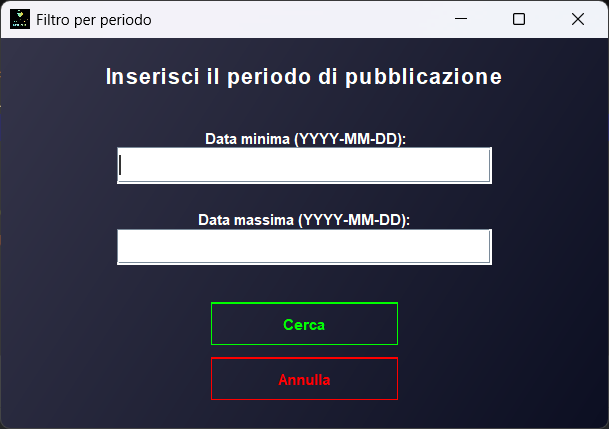 Filtro per periodo
Inserisci il periodo di pubblicazione
Data minima (YYYY-MM-DD):
Data massima (YYYY-MM-DD):
Cerca
Annulla